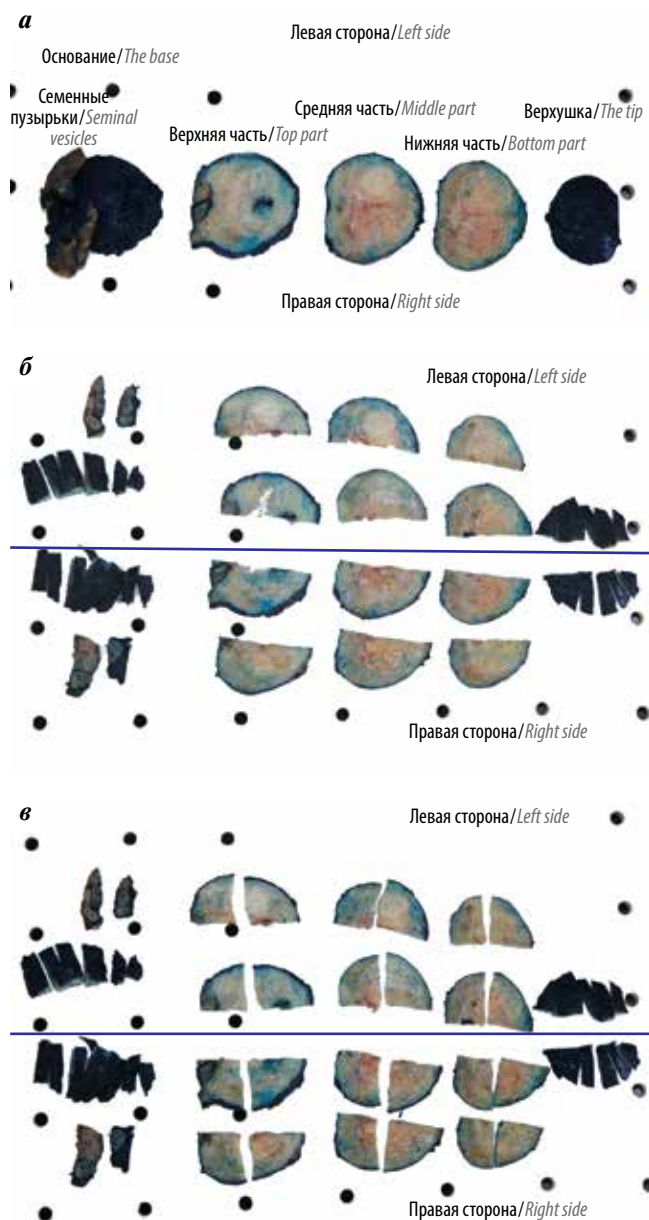 а
Левая сторона/Left side
Основание/The base
Семенные
пузырьки/Seminal
vesicles
Средняя часть/Middle part
Верхушка/The tip
Верхняя часть/Top part
Нижняя часть/Bottom part
Правая сторона/Right side
б
Левая сторона/Left side
Правая сторона/Right side
в
Левая сторона/Left side
Правая сторона/Right side